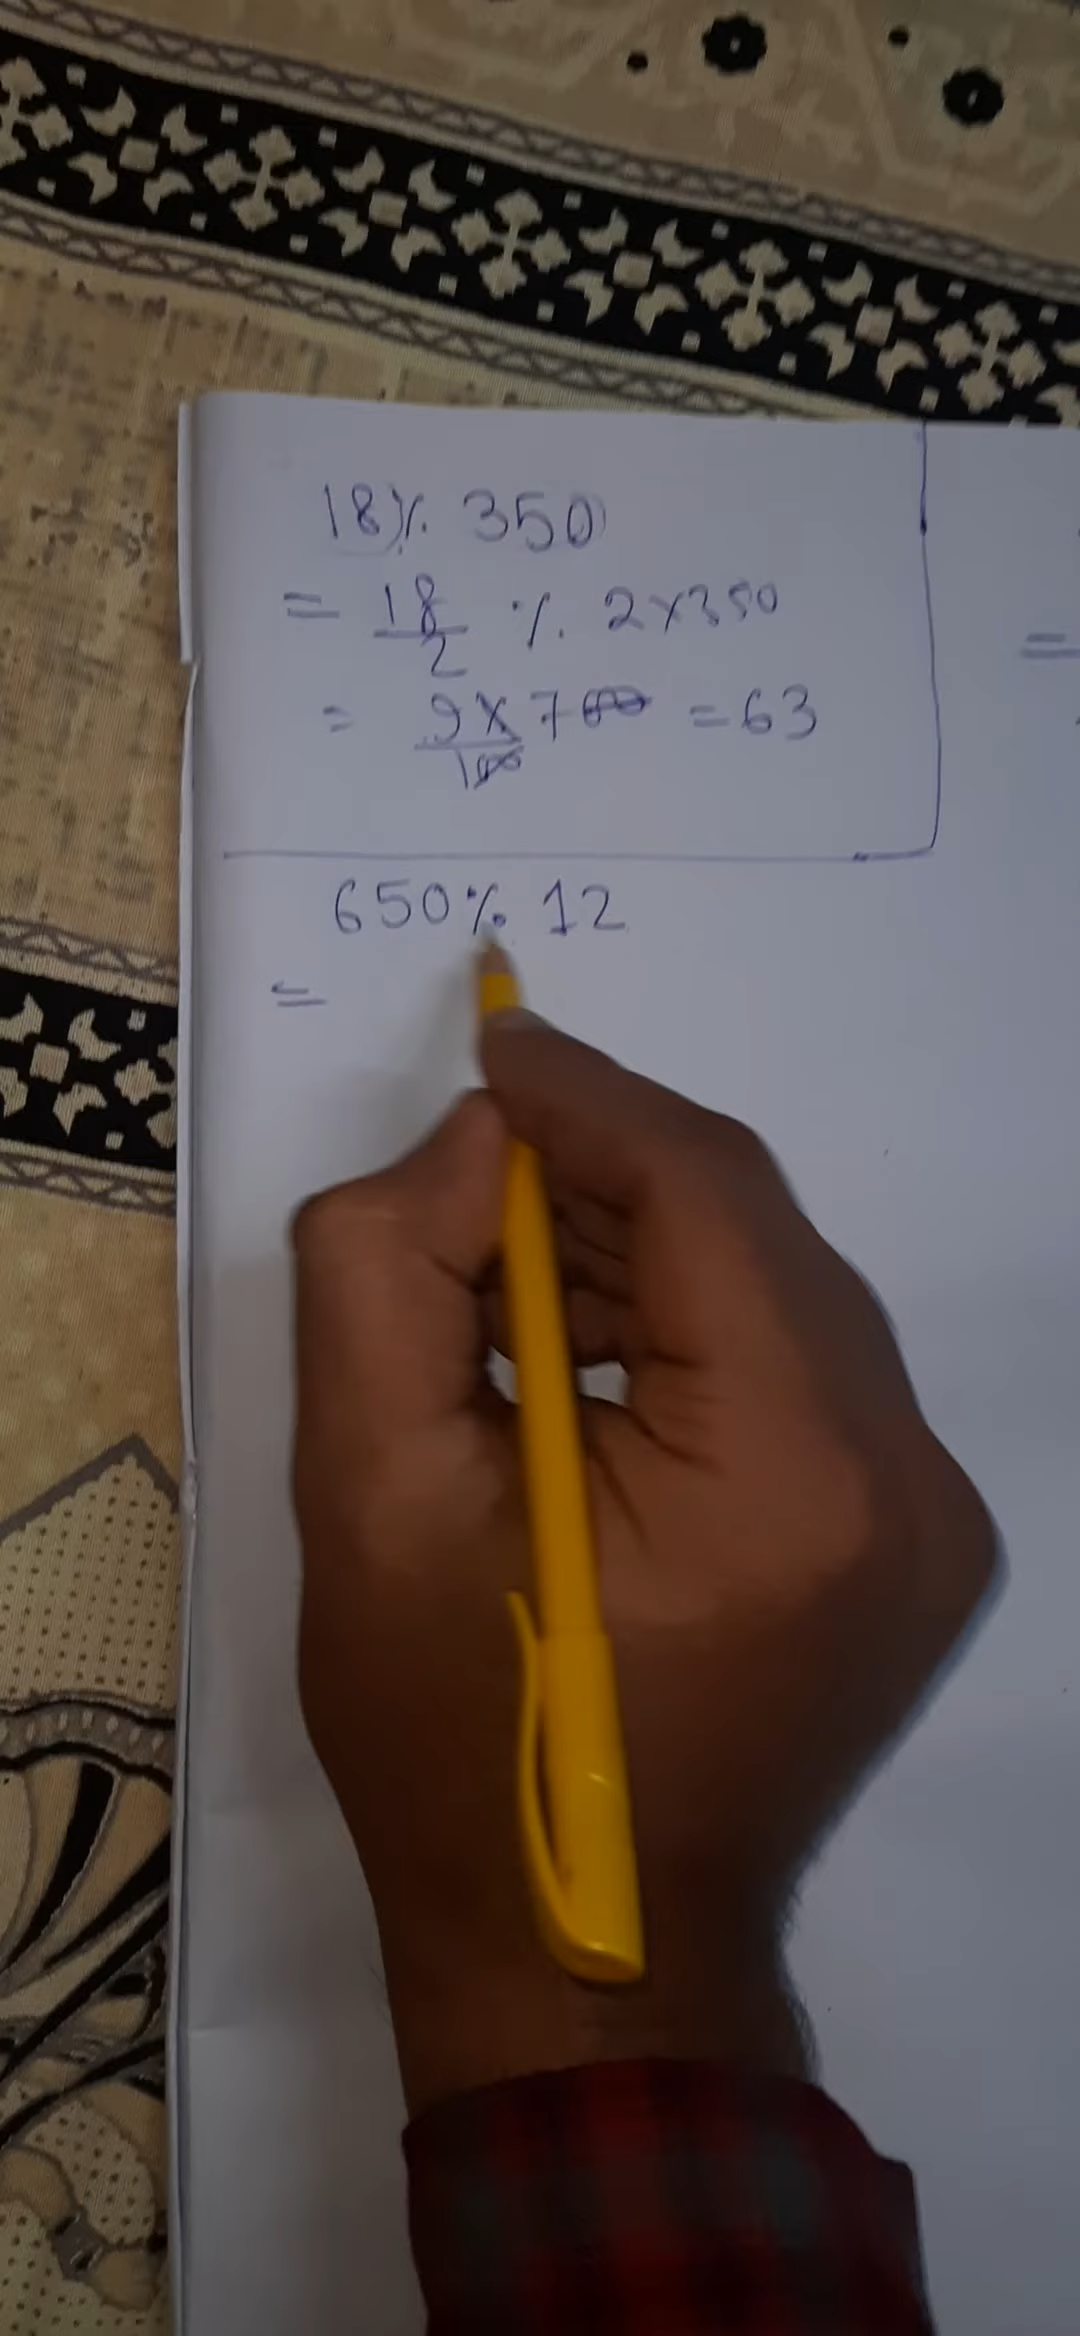 18% 350
= 18/2 % 2×350
= 9×700/100 = 63
650% 12
=
=